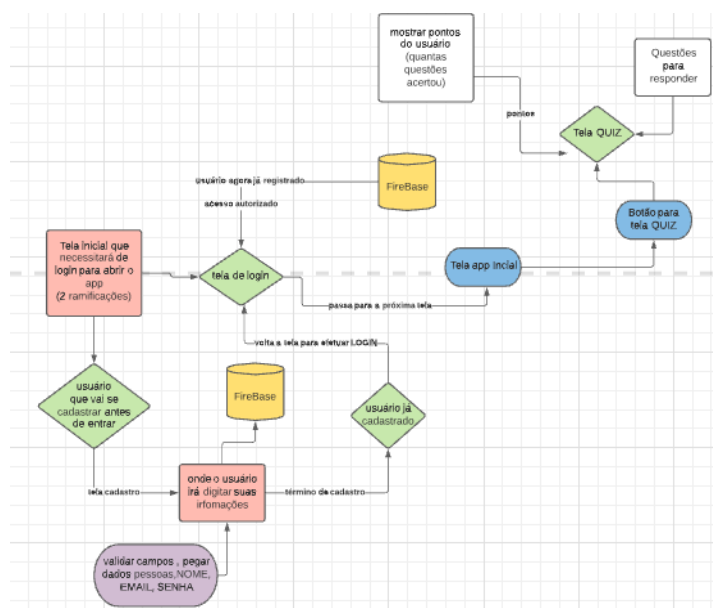 mostrar pontos
do usuário
(quantas
questões
acertou)
Questões
para
responder
pontos
Tela QUIZ
usuário agora já registrado
FireBase
acesso autorizado
Botão para
tela QUIZ
Tela inicial que
necessitará de
login para abrir o
app
(2 ramificações)
tela de login
Tela app Incial
passa para a próxima tela
volta a tela para efetuar LOGIN
usuário
que vai se
cadastrar antes
de entrar
FireBase
usuário já
cadastrado
tela cadastro
onde o usuário
irá digitar suas
irfomações
término de cadastro
validar campos , pegar
dados pessoas,NOME,
EMAIL, SENHA